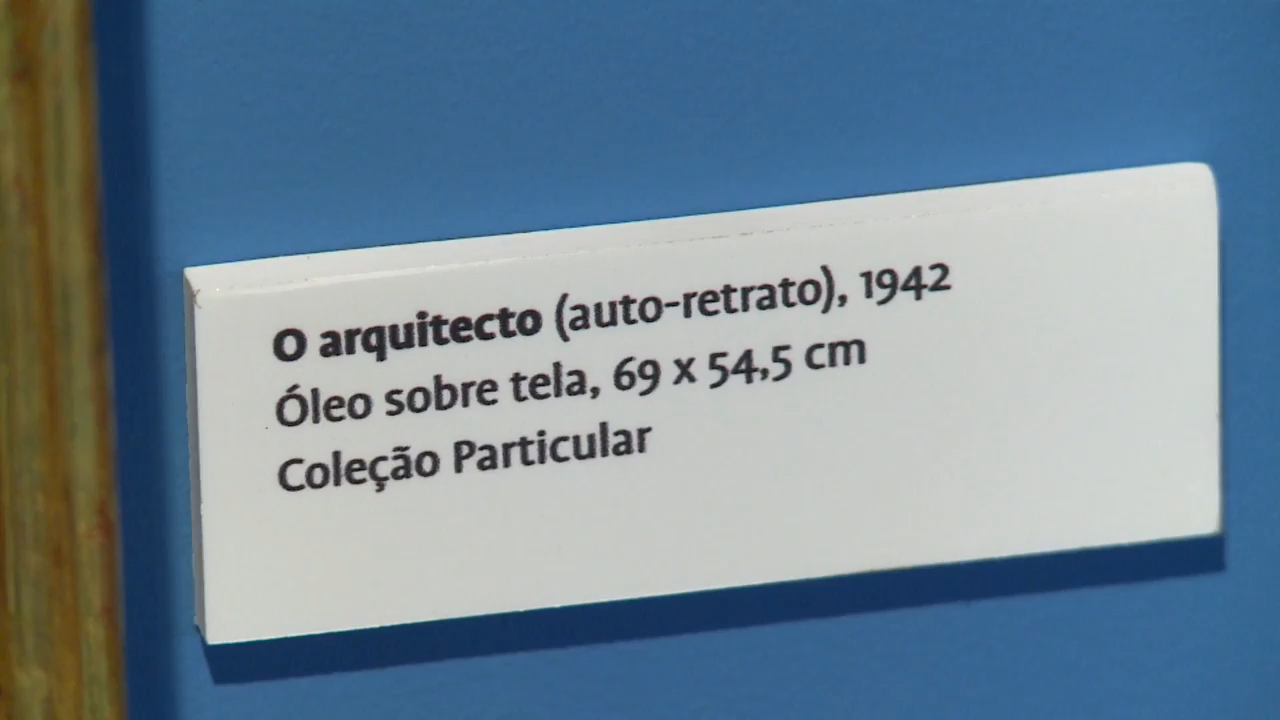 O arquitecto (auto-retrato), 1942
Óleo sobre tela, 69 x 54,5 cm
Coleção Particular